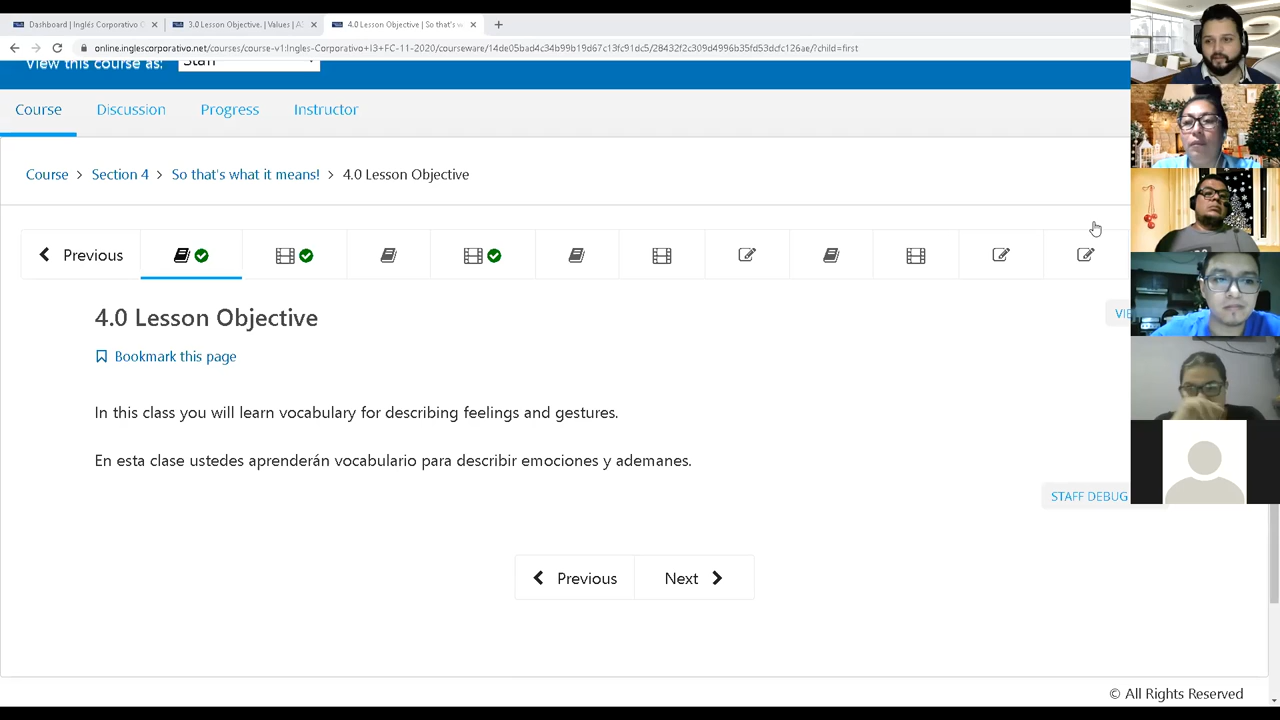 Dashboard | Inglés Corporativo
3.0 Lesson Objective. | Values |
4.0 Lesson Objective | So that's
online.inglescorporativo.net/courses/course-v1:Ingles-Corporativo+I3+FC-11-2020/courseware/14de05bad4c34b99b19d67c13fc91dc5/28432f2c309d4996b35fd53dcfc126ae/?child=first
View this course as:
Staff
Course
Discussion
Progress
Instructor
Course > Section 4 > So that's what it means! > 4.0 Lesson Objective
Previous
4.0 Lesson Objective
Bookmark this page
In this class you will learn vocabulary for describing feelings and gestures.
En esta clase ustedes aprenderán vocabulario para describir emociones y ademanes.
STAFF DEBUG
Previous
Next
© All Rights Reserved